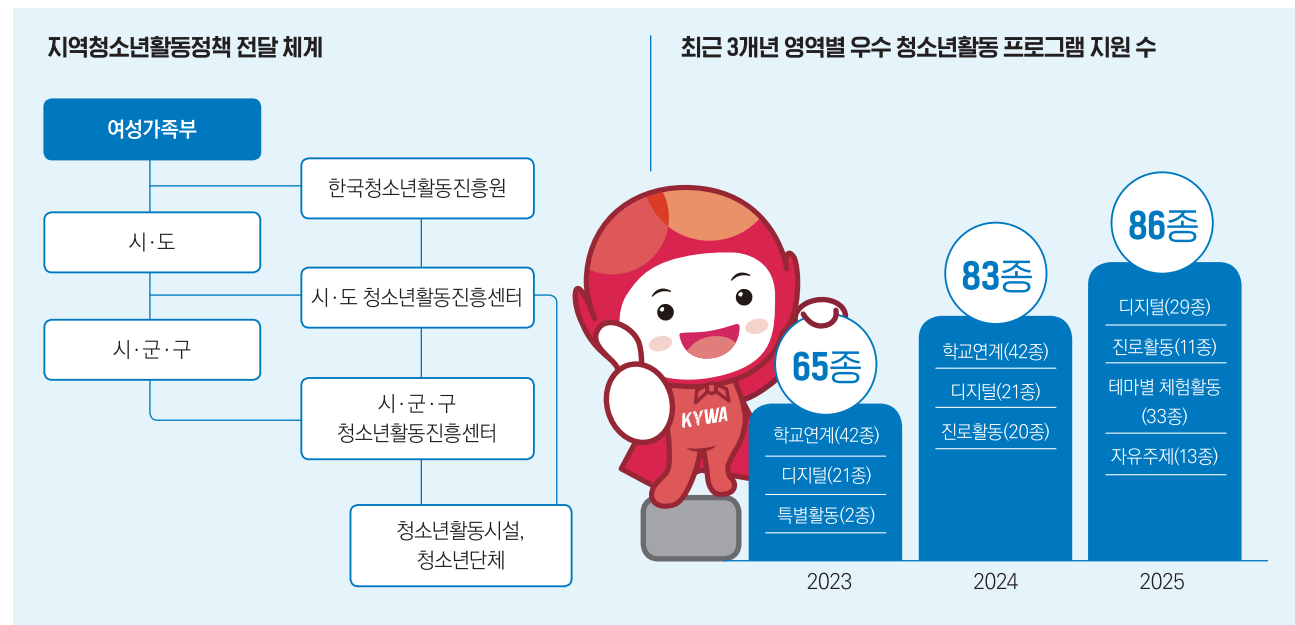 지역청소년활동정책 전달 체계
여성가족부
한국청소년활동진흥원
시·도
시·도 청소년활동진흥센터
시·군·구
시·군·구
청소년활동진흥센터
청소년활동시설,
청소년단체
최근 3개년 영역별 우수 청소년활동 프로그램 지원 수
KYWA
65종
학교연계(42종)
디지털(21종)
특별활동(2종)
2023
83종
학교연계(42종)
디지털(21종)
진로활동(20종)
2024
86종
디지털(29종)
진로활동(11종)
테마별 체험활동
(33종)
자유주제(13종)
2025